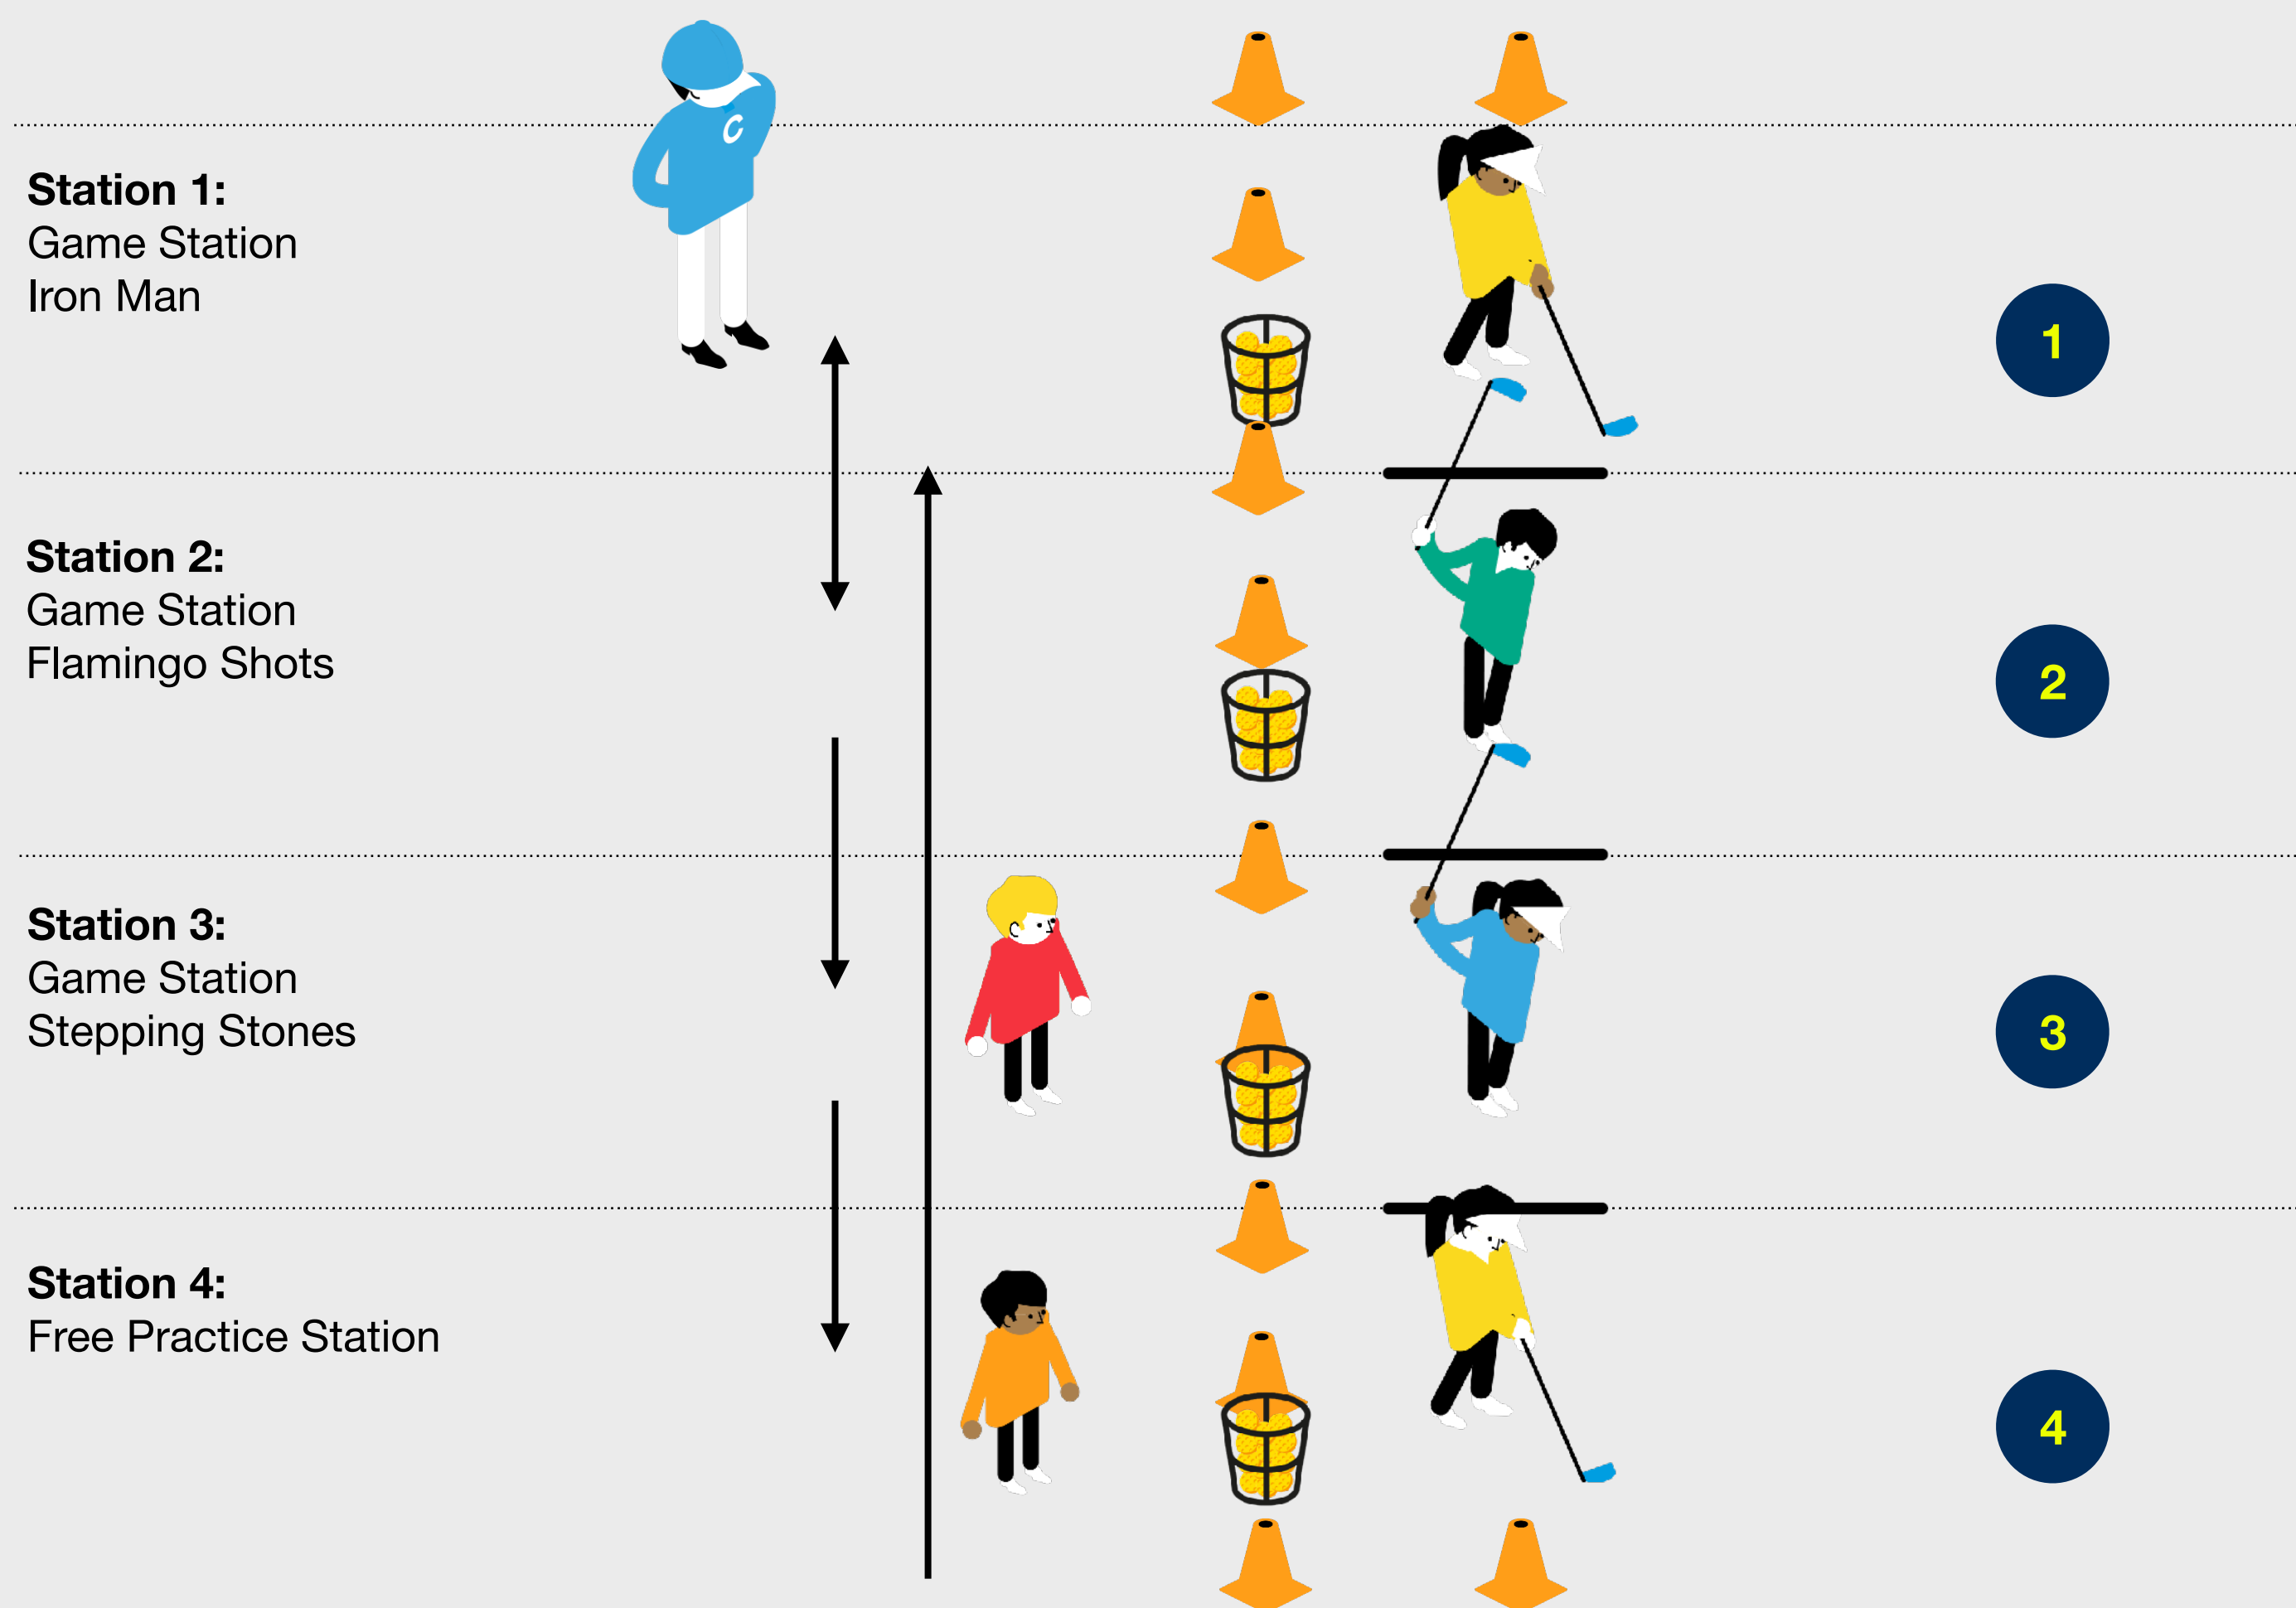 C
Station 1:
Game Station
Iron Man
1
Station 2:
Game Station
Flamingo Shots
2
Station 3:
Game Station
Stepping Stones
3
Station 4:
Free Practice Station
4